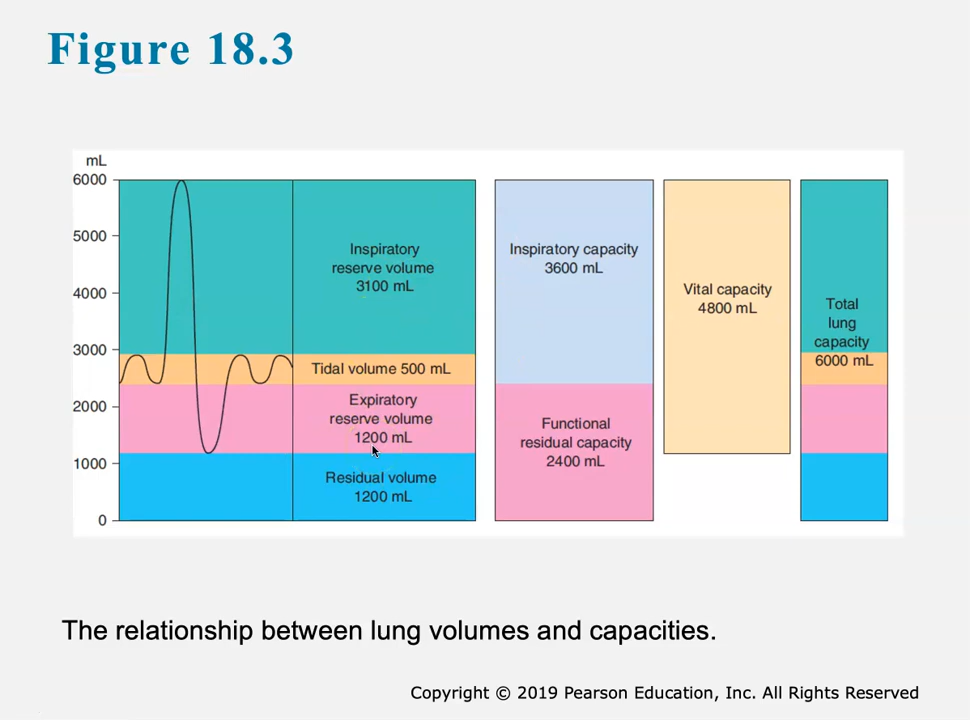 Figure 18.3
mL
6000
5000
4000
3000
2000
1000
0
Inspiratory
reserve volume
3100 mL
Tidal volume 500 mL
Expiratory
reserve volume
1200 mL
Residual volume
1200 mL
Inspiratory capacity
3600 mL
Functional
residual capacity
2400 mL
Vital capacity
4800 mL
Total
lung
capacity
6000 mL
The relationship between lung volumes and capacities.
Copyright © 2019 Pearson Education, Inc. All Rights Reserved